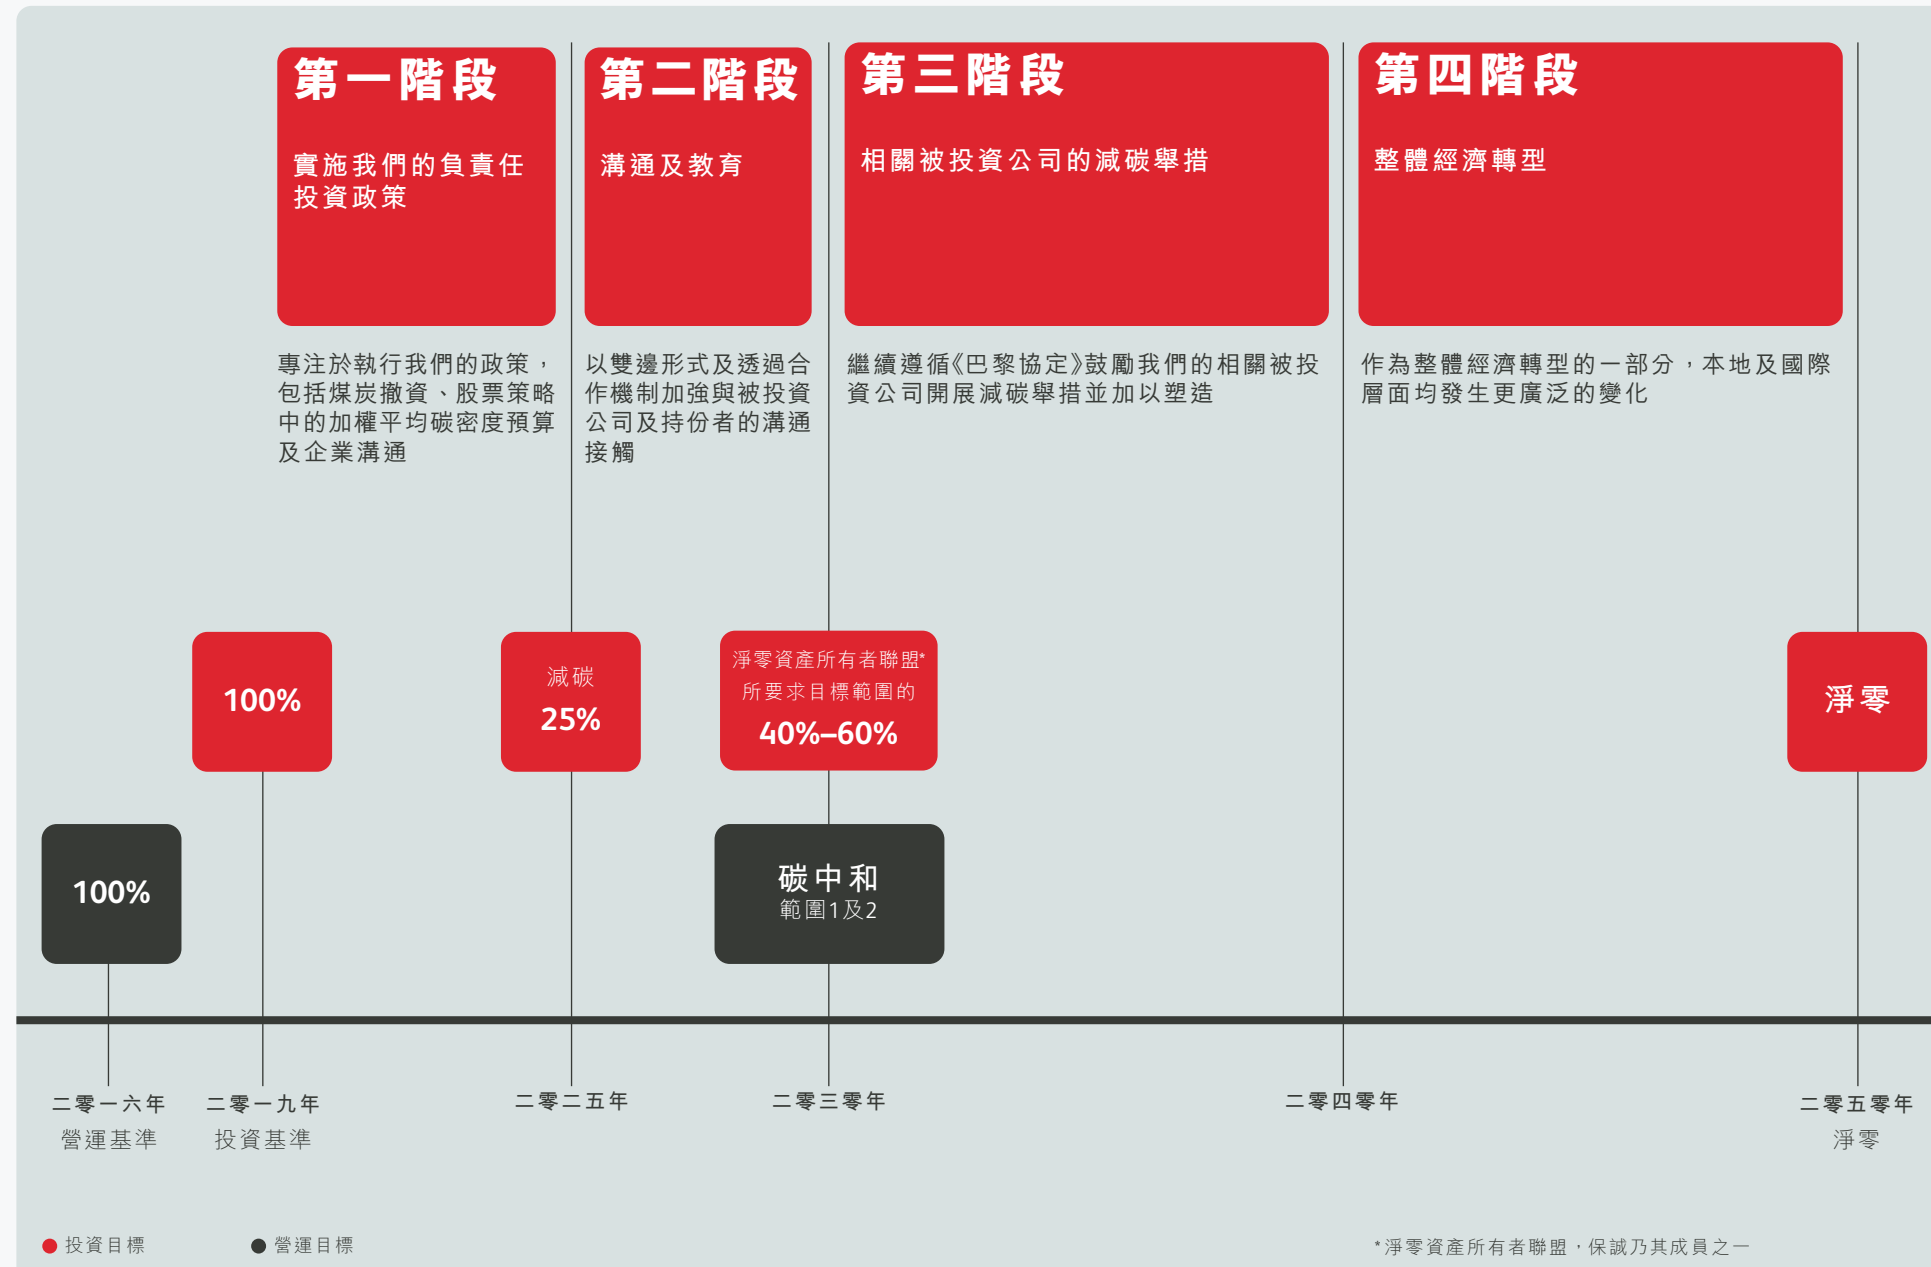 第一階段
實施我們的負責任
投資政策
專注於執行我們的政策，
包括煤炭撤資、股票策略
中的加權平均碳密度預算
及企業溝通
第二階段
溝通及教育
以雙邊形式及透過合
作機制加強與被投資
公司及持份者的溝通
接觸
第三階段
相關被投資公司的減碳舉措
繼續遵循《巴黎協定》鼓勵我們的相關被投
資公司開展減碳舉措並加以塑造
第四階段
整體經濟轉型
作為整體經濟轉型的一部分，本地及國際
層面均發生更廣泛的變化
100%
減碳
25%
淨零資產所有者聯盟*
所要求目標範圍的
40%–60%
淨零
100%
碳中和
範圍1及2
二零一六年
營運基準
二零一九年
投資基準
二零二五年
二零三零年
二零四零年
二零五零年
淨零
投資目標
營運目標
*淨零資產所有者聯盟，保誠乃其成員之一